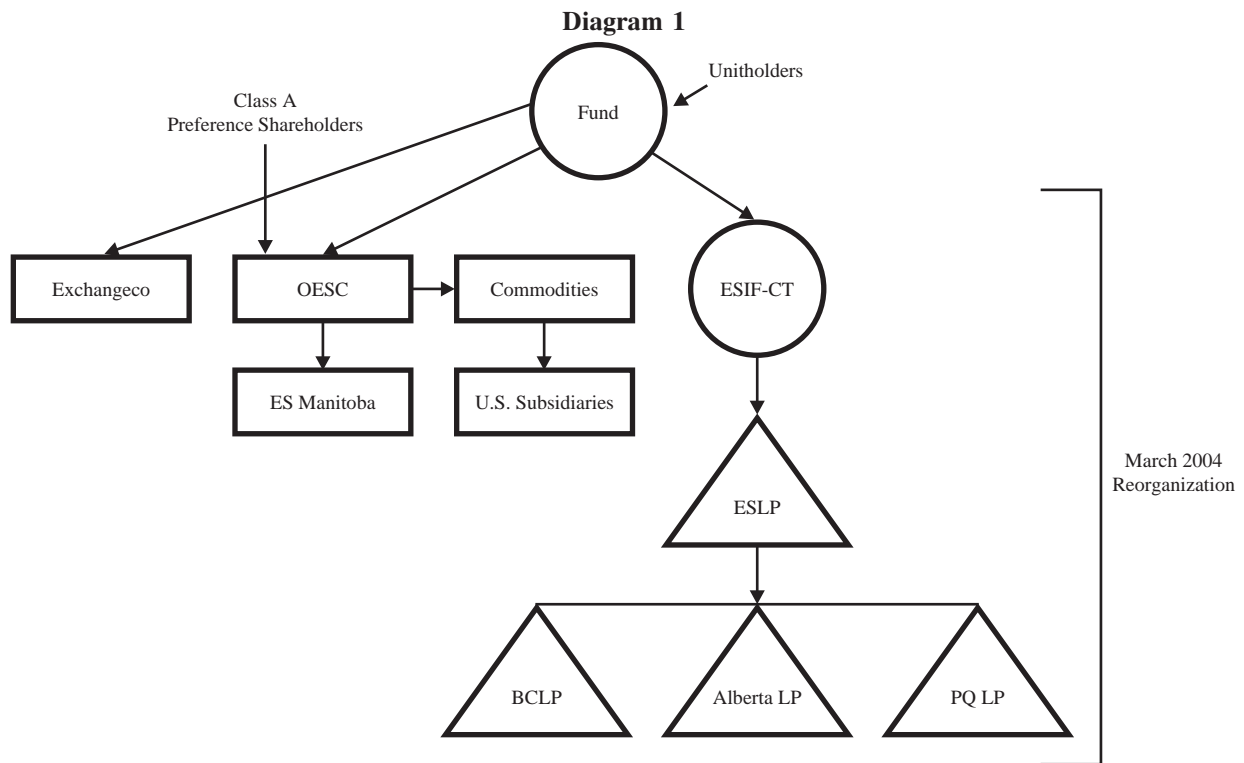 Diagram 1
Unitholders
Class A
Preference Shareholders
Fund
Exchangeco
OESC
Commodities
ESIF-CT
ES Manitoba
U.S. Subsidiaries
March 2004
Reorganization
ESLP
BCLP
Alberta LP
PQ LP